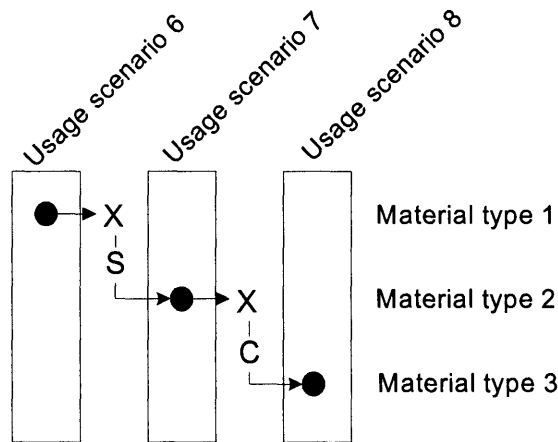 Usage scenario 6
Usage scenario 7
Usage scenario 8
X
Material type 1
S
X
Material type 2
C
Material type 3